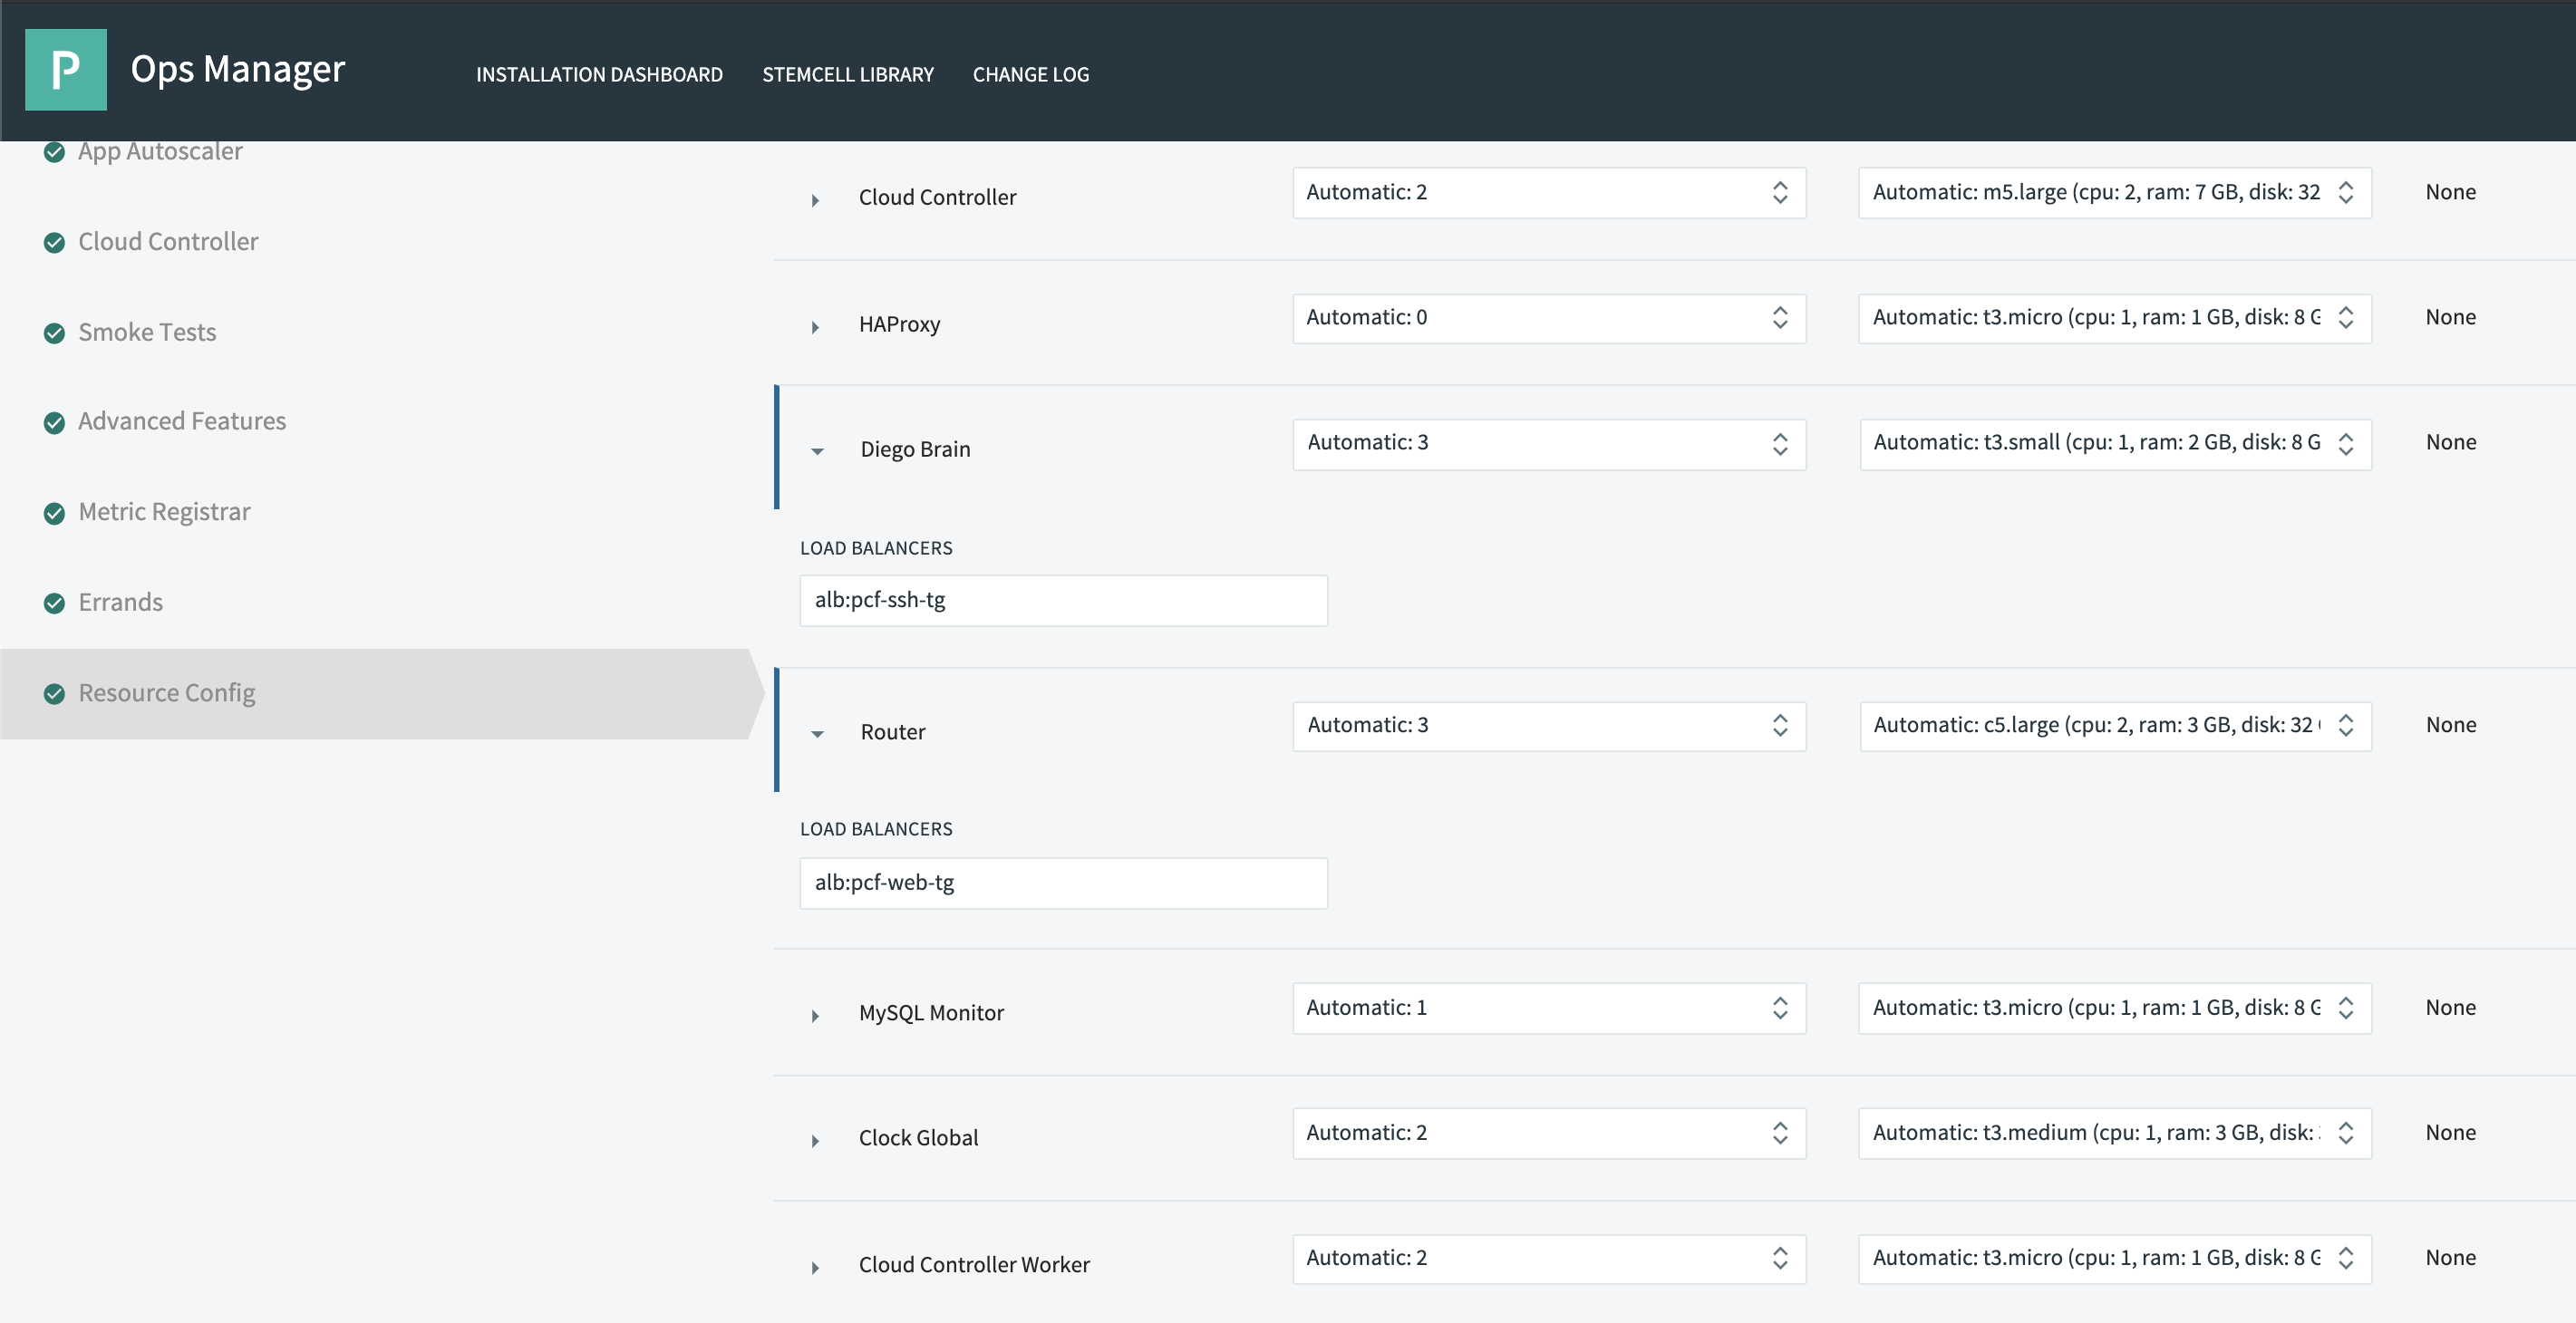 P Ops Manager INSTALLATION DASHBOARD STEMCELL LIBRARY CHANGE LOG
App Autoscaler
Cloud Controller
Smoke Tests
Advanced Features
Metric Registrar
Errands
Resource Config
Cloud Controller Automatic: 2 Automatic: m5.large (cpu: 2, ram: 7 GB, disk: 32 None
HAProxy Automatic: 0 Automatic: t3.micro (cpu: 1, ram: 1 GB, disk: 8 G None
Diego Brain Automatic: 3 Automatic: t3.small (cpu: 1, ram: 2 GB, disk: 8 G None
LOAD BALANCERS
alb:pcf-ssh-tg
Router Automatic: 3 Automatic: c5.large (cpu: 2, ram: 3 GB, disk: 32 None
LOAD BALANCERS
alb:pcf-web-tg
MySQL Monitor Automatic: 1 Automatic: t3.micro (cpu: 1, ram: 1 GB, disk: 8 G None
Clock Global Automatic: 2 Automatic: t3.medium (cpu: 1, ram: 3 GB, disk: None
Cloud Controller Worker Automatic: 2 Automatic: t3.micro (cpu: 1, ram: 1 GB, disk: 8 G None